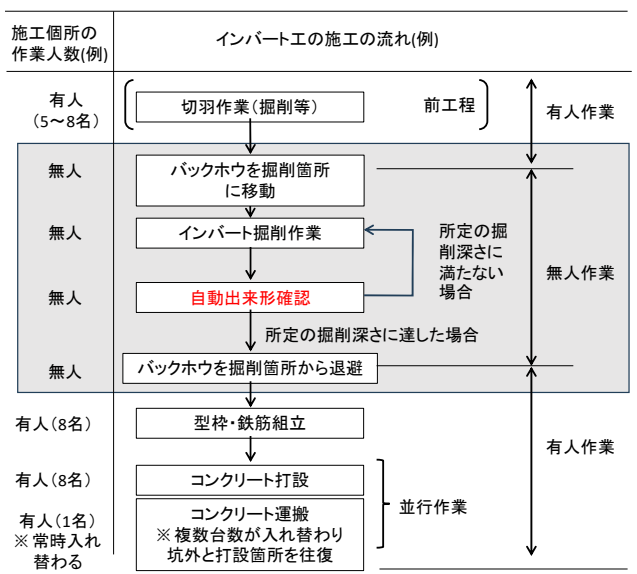 施工個所の
作業人数(例)
インバート工の施工の流れ(例)
有人
(5～8名)
切羽作業(掘削等)
前工程
有人作業
無人
バックホウを掘削箇所
に移動
無人
インバート掘削作業
所定の掘
削深さに
満たない
場合
無人作業
無人
自動出来形確認
所定の掘削深さに達した場合
無人
バックホウを掘削箇所から退避
有人(8名)
型枠・鉄筋組立
有人作業
有人(8名)
コンクリート打設
並行作業
有人(1名)
※常時入れ
替わる
コンクリート運搬
※複数台数が入れ替わり
坑外と打設箇所を往復